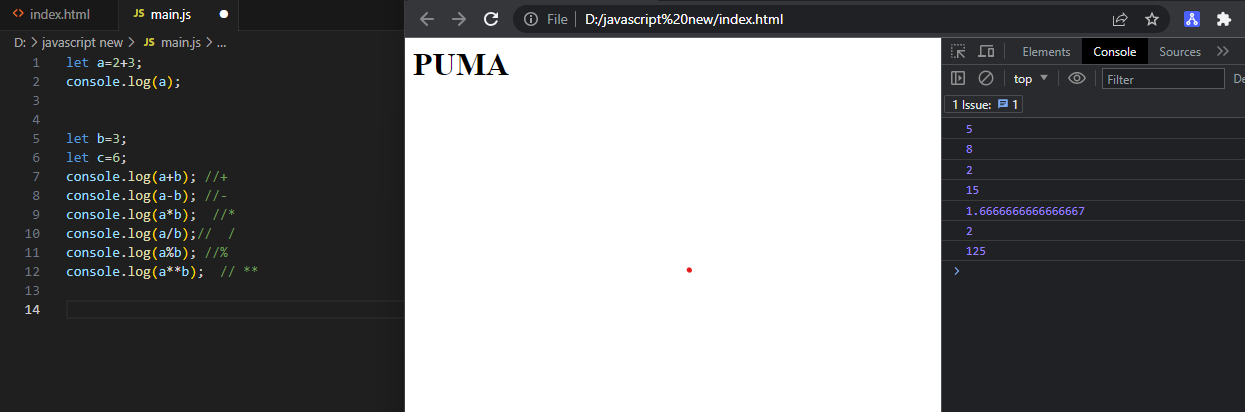 index.html
JS main.js
D: > javascript new > JS main.js > ...
1 let a=2+3;
2 console.log(a);
3
4
5 let b=3;
6 let c=6;
7 console.log(a+b); //+
8 console.log(a-b); //-
9 console.log(a*b);  //*
10 console.log(a/b);//  /
11 console.log(a%b); //%
12 console.log(a**b);  // **
13
14
File | D:/javascript%20new/index.html
PUMA
Elements Console Sources
top Filter De
1 Issue: 1
5
8
2
15
1.6666666666666667
2
125
>